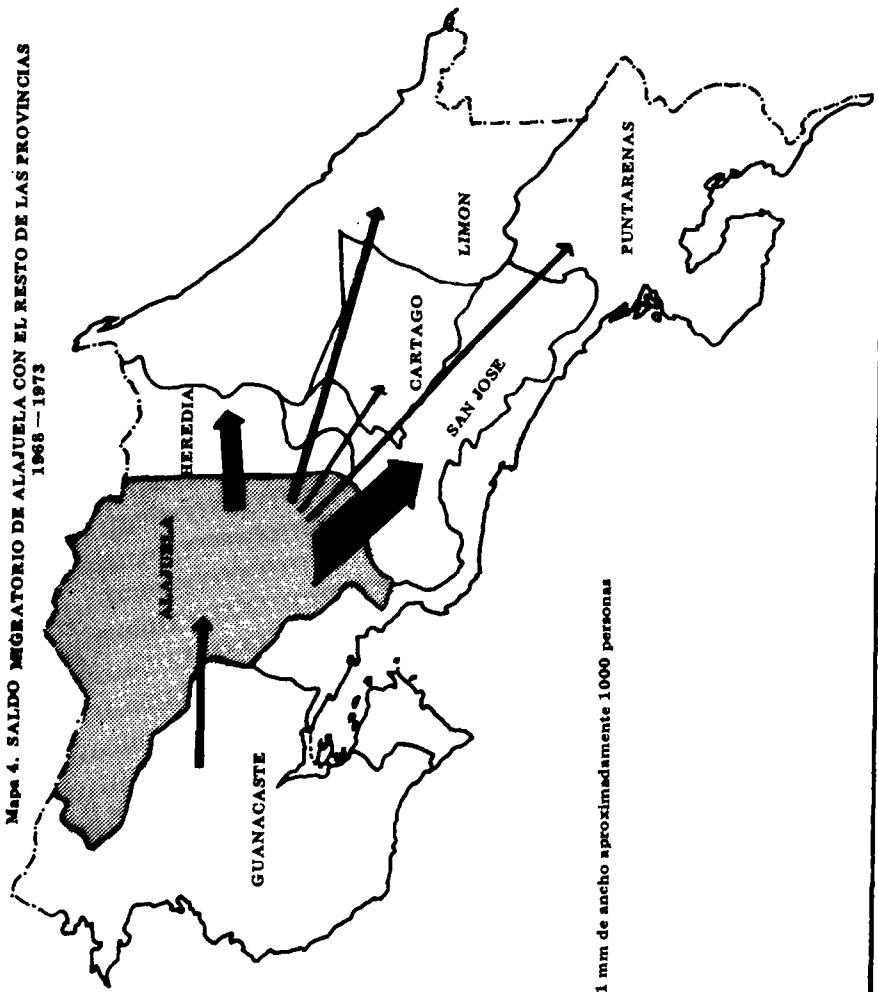 Mapa 4. SALDO MIGRATORIO DE ALAJUELA CON EL RESTO DE LAS PROVINCIAS
1968 — 1973
HEREDIA
ALAJUELA
LIMON
CARTAGO
PUNTARENAS
SAN JOSE
GUANACASTE
1 mm de ancho aproximadamente 1000 personas